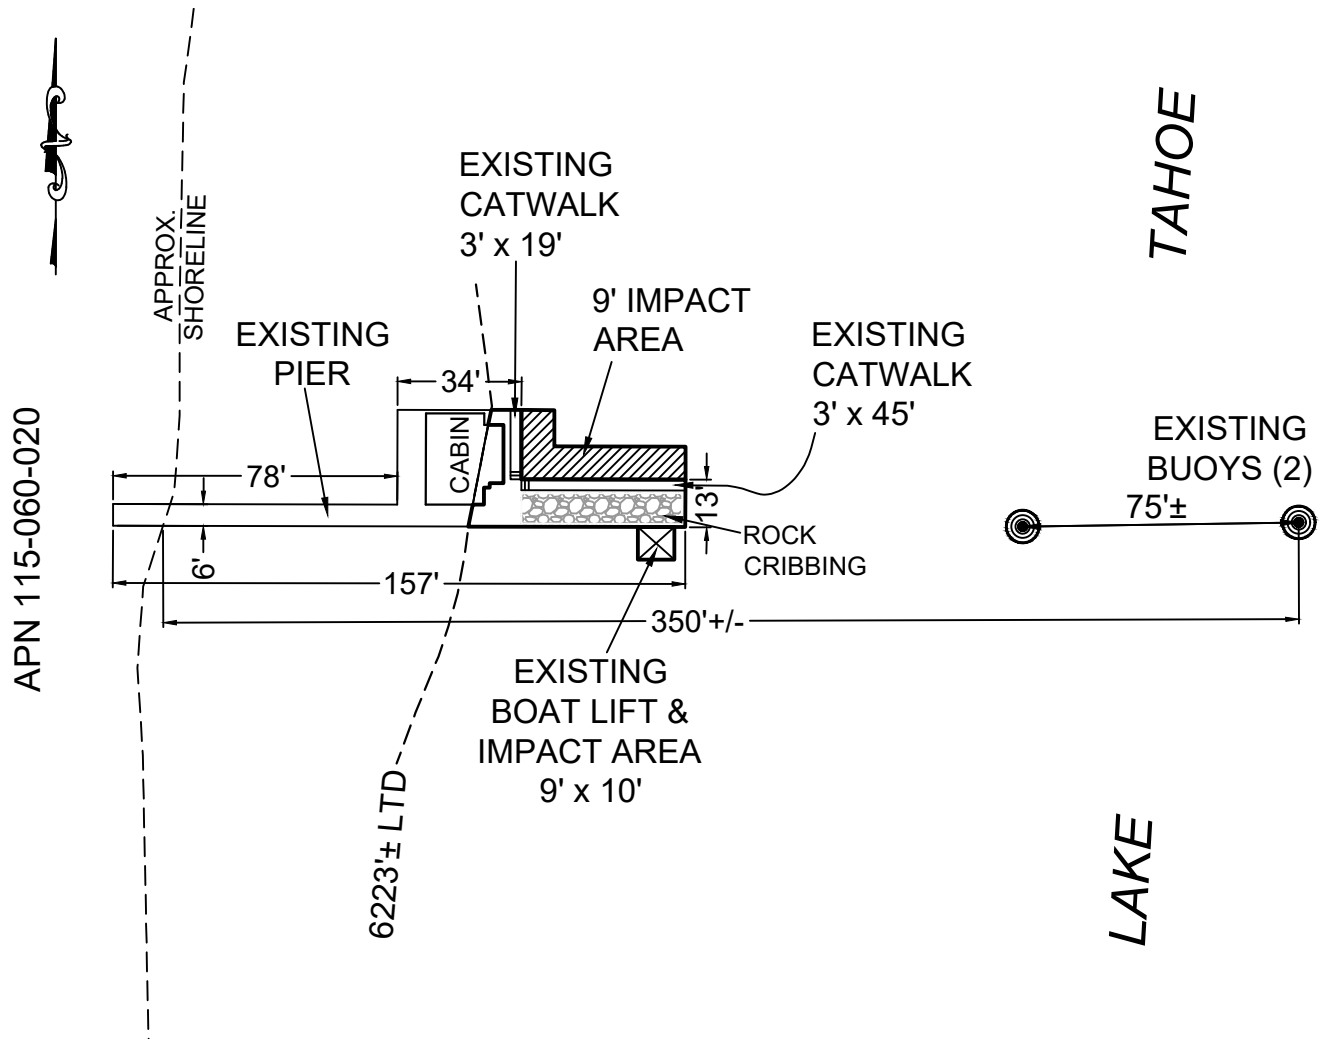 TAHOE
EXISTING
CATWALK
3' x 19'
APPROX.
SHORELINE
9' IMPACT
AREA
EXISTING
PIER
EXISTING
CATWALK
3' x 45'
34'
CABIN
78'
EXISTING
BUOYS (2)
75'±
13'
ROCK
CRIBBING
6'
157'
350'+/-
APN 115-060-020
EXISTING
BOAT LIFT &
IMPACT AREA
9' x 10'
6223'± LTD
LAKE